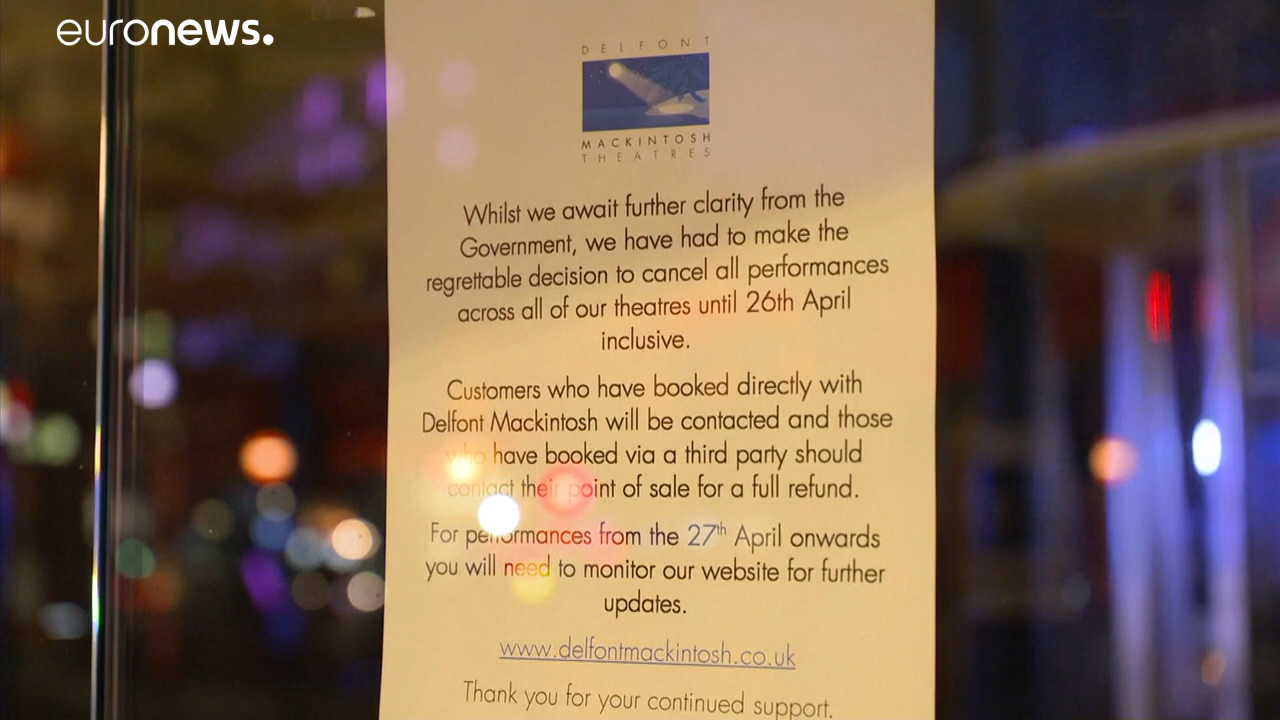 euronews.
DELFONT
MACKINTOSH
THEATRES
Whilst we await further clarity from the
Government, we have had to make the
regrettable decision to cancel all performances
across all of our theatres until 26th April
inclusive.
Customers who have booked directly with
Delfont Mackintosh will be contacted and those
who have booked via a third party should
contact their point of sale for a full refund.
For performances from the 27th April onwards
you will need to monitor our website for further
updates.
www.delfontmackintosh.co.uk
Thank you for your continued support.